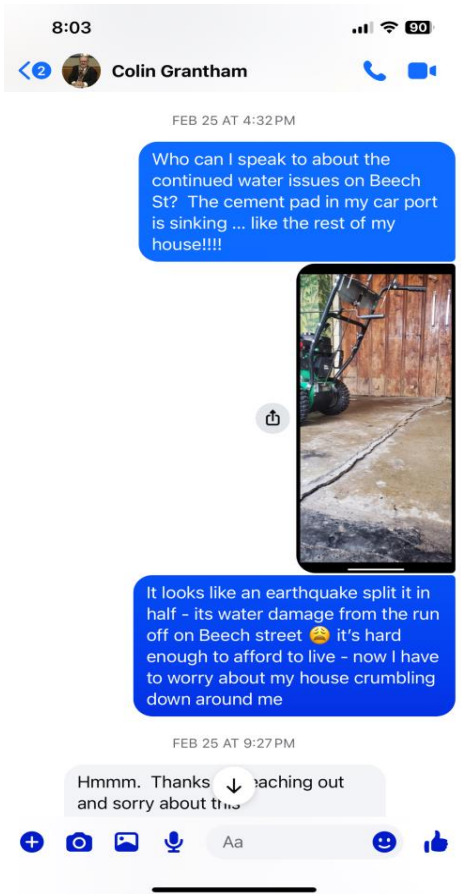 8:03
90
2
Colin Grantham
FEB 25 AT 4:32 PM
Who can I speak to about the
continued water issues on Beech
St?  The cement pad in my car port
is sinking ... like the rest of my
house!!!!
It looks like an earthquake split it in
half - its water damage from the run
off on Beech street 😩 it's hard
enough to afford to live - now I have
to worry about my house crumbling
down around me
FEB 25 AT 9:27 PM
Hmmm.  Thanks eaching out
and sorry about this
Aa